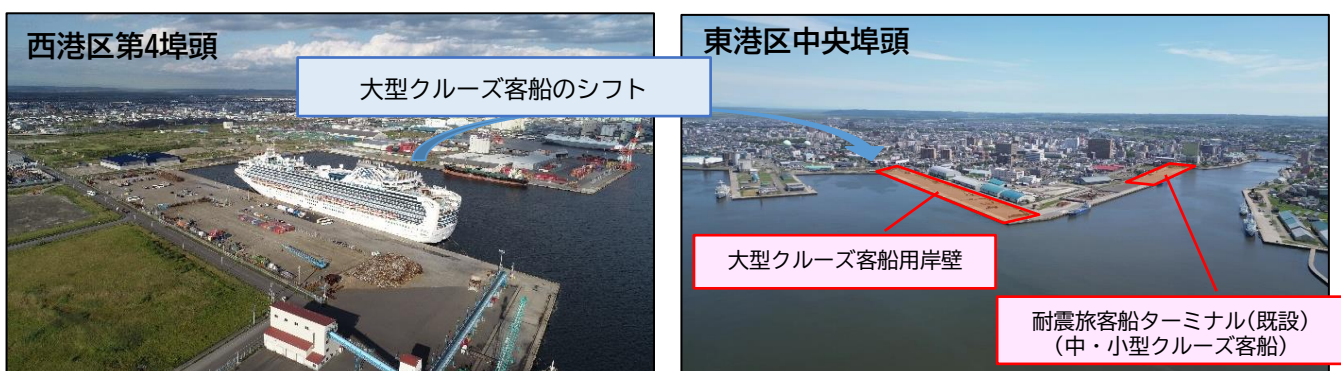 西港区第4埠頭
大型クルーズ客船のシフト
東港区中央埠頭
大型クルーズ客船用岸壁
耐震旅客船ターミナル(既設)
（中・小型クルーズ客船）